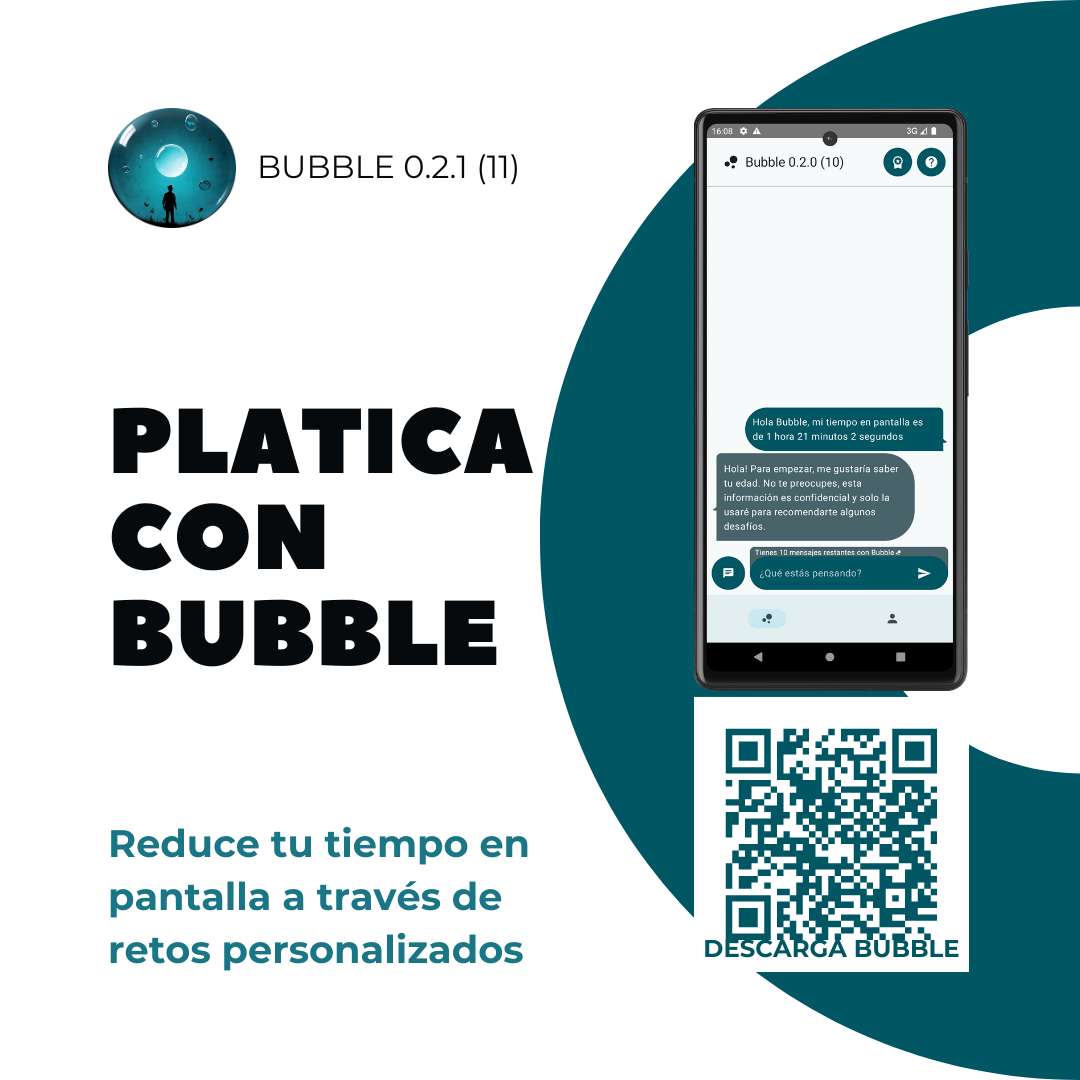 BUBBLE 0.2.1 (11)
PLATICA
CON
BUBBLE
Reduce tu tiempo en
pantalla a través de
retos personalizados
16:08
3G
Bubble 0.2.0 (10)
Hola Bubble, mi tiempo en pantalla es
de 1 hora 21 minutos 2 segundos
Hola! Para empezar, me gustaría saber
tu edad. No te preocupes, esta
información es confidencial y solo la
usaré para recomendarte algunos
desafíos.
Tienes 10 mensajes restantes con Bubble
¿Qué estás pensando?
DESCARGA BUBBLE